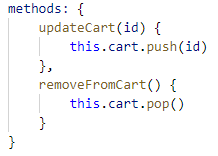 methods: {
    updateCart(id) {
        this.cart.push(id)
    },
    removeFromCart() {
        this.cart.pop()
    }
}